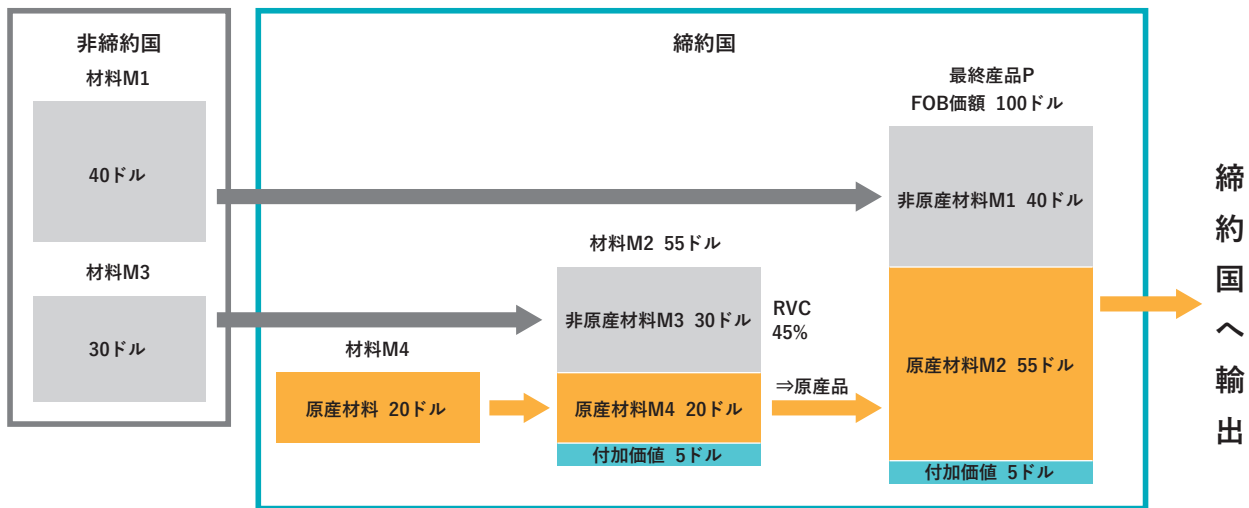 非締約国
材料M1
40ドル
材料M3
30ドル
締約国
最終産品P
FOB価額 100ドル
非原産材料M1 40ドル
材料M2 55ドル
非原産材料M3 30ドル
RVC
45%
材料M4
原産材料 20ドル
原産材料M4 20ドル
⇒原産品
付加価値 5ドル
原産材料M2 55ドル
付加価値 5ドル
締約国へ輸出